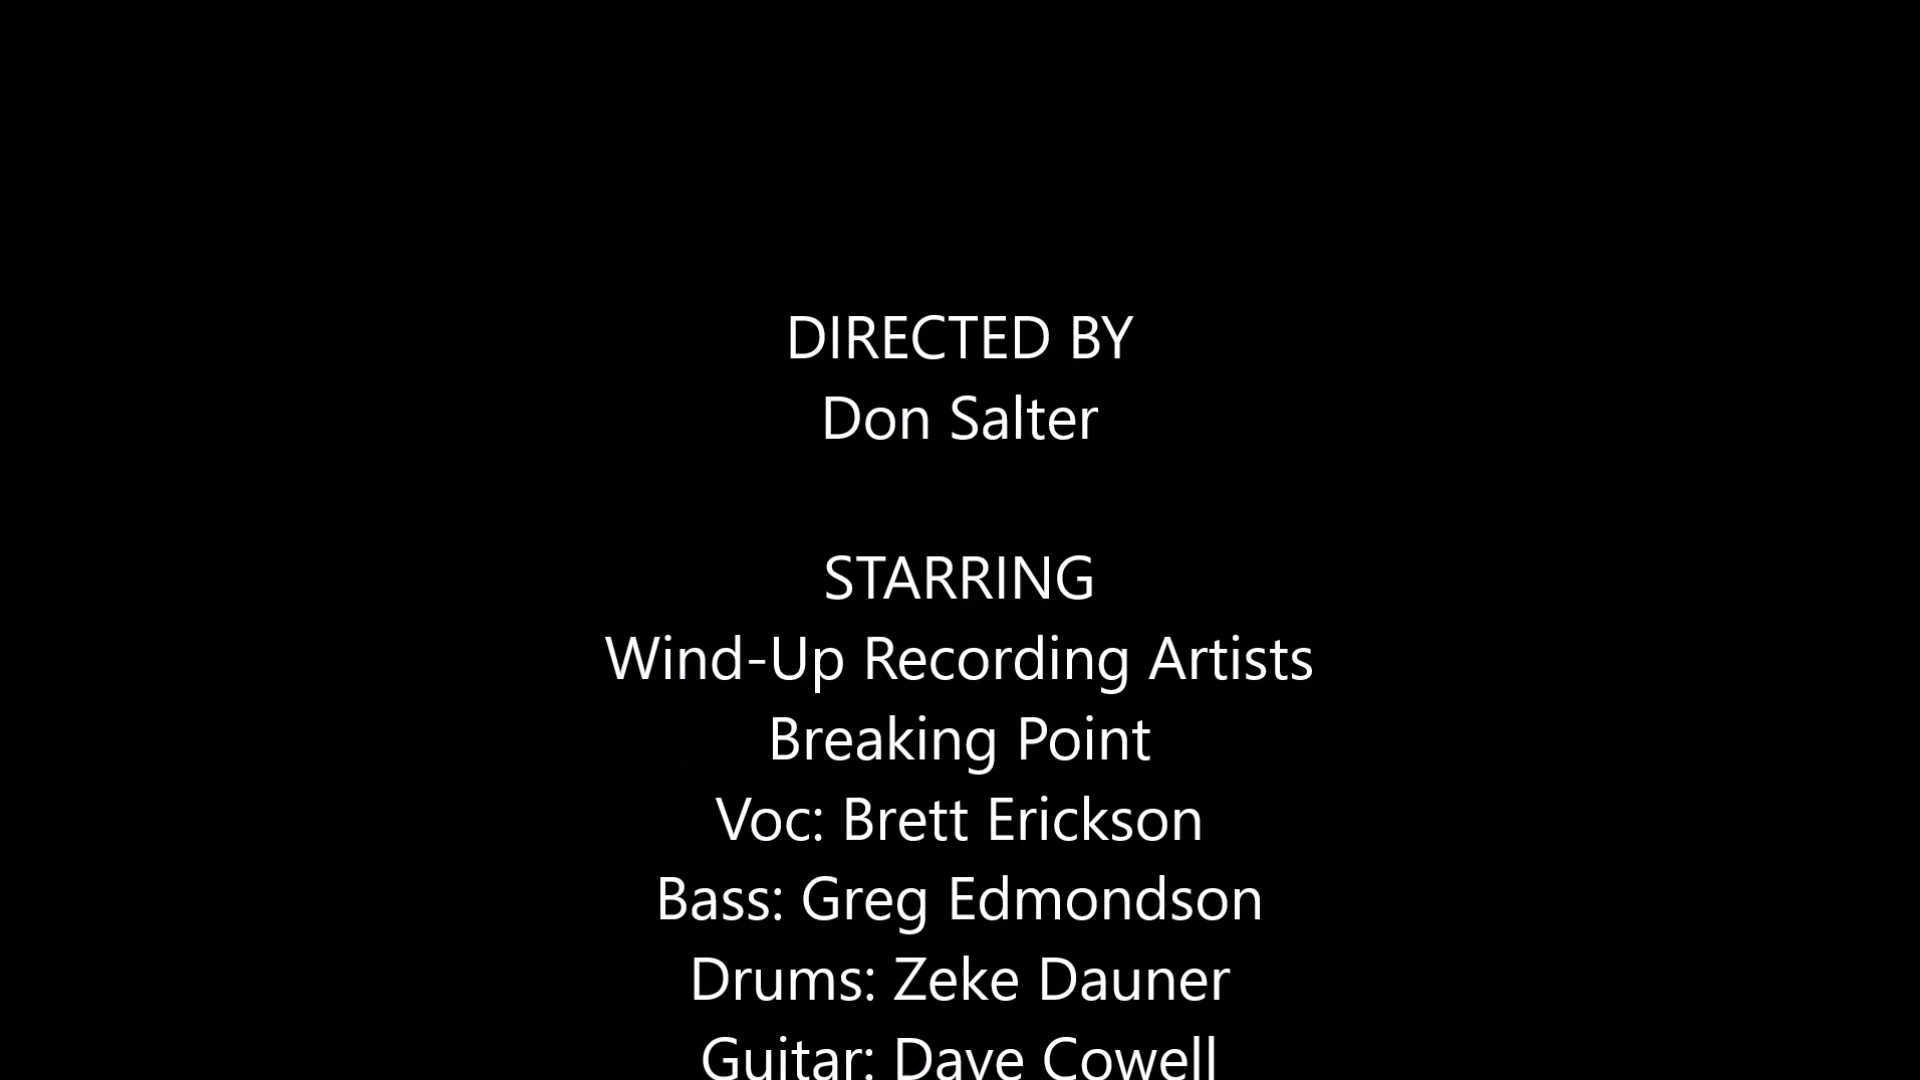 DIRECTED BY
Don Salter
STARRING
Wind-Up Recording Artists
Breaking Point
Voc: Brett Erickson
Bass: Greg Edmondson
Drums: Zeke Dauner
Guitar: Dave Cowell